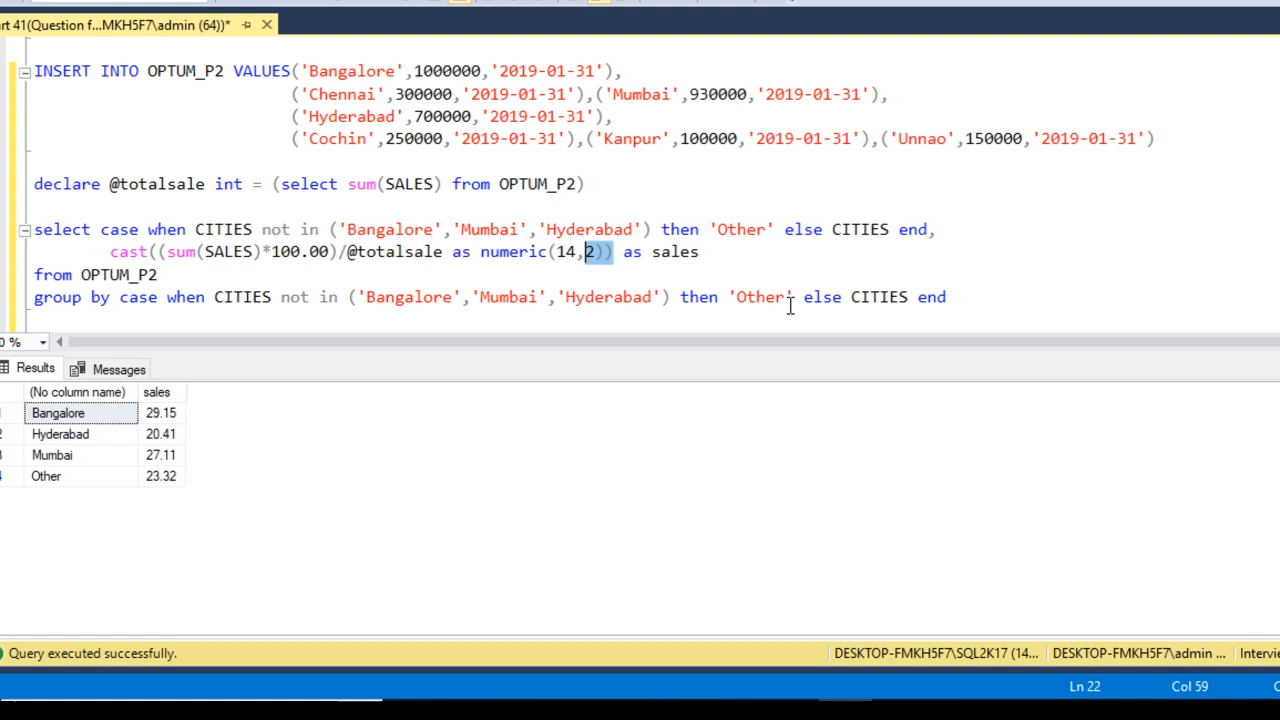 rt 41(Question f...MKH5F7\admin (64))*
INSERT INTO OPTUM_P2 VALUES('Bangalore',1000000,'2019-01-31'),
('Chennai',300000,'2019-01-31'),('Mumbai',930000,'2019-01-31'),
('Hyderabad',700000,'2019-01-31'),
('Cochin',250000,'2019-01-31'),('Kanpur',100000,'2019-01-31'),('Unnao',150000,'2019-01-31')
declare @totalsale int = (select sum(SALES) from OPTUM_P2)
select case when CITIES not in ('Bangalore','Mumbai','Hyderabad') then 'Other' else CITIES end,
cast((sum(SALES)*100.00)/@totalsale as numeric(14,2)) as sales
from OPTUM_P2
group by case when CITIES not in ('Bangalore','Mumbai','Hyderabad') then 'Other' else CITIES end
0 %
Results Messages
(No column name) sales
Bangalore 29.15
2 Hyderabad 20.41
3 Mumbai 27.11
4 Other 23.32
Query executed successfully. DESKTOP-FMKH5F7\SQL2K17 (14... DESKTOP-FMKH5F7\admin ... Intervie
Ln 22 Col 59